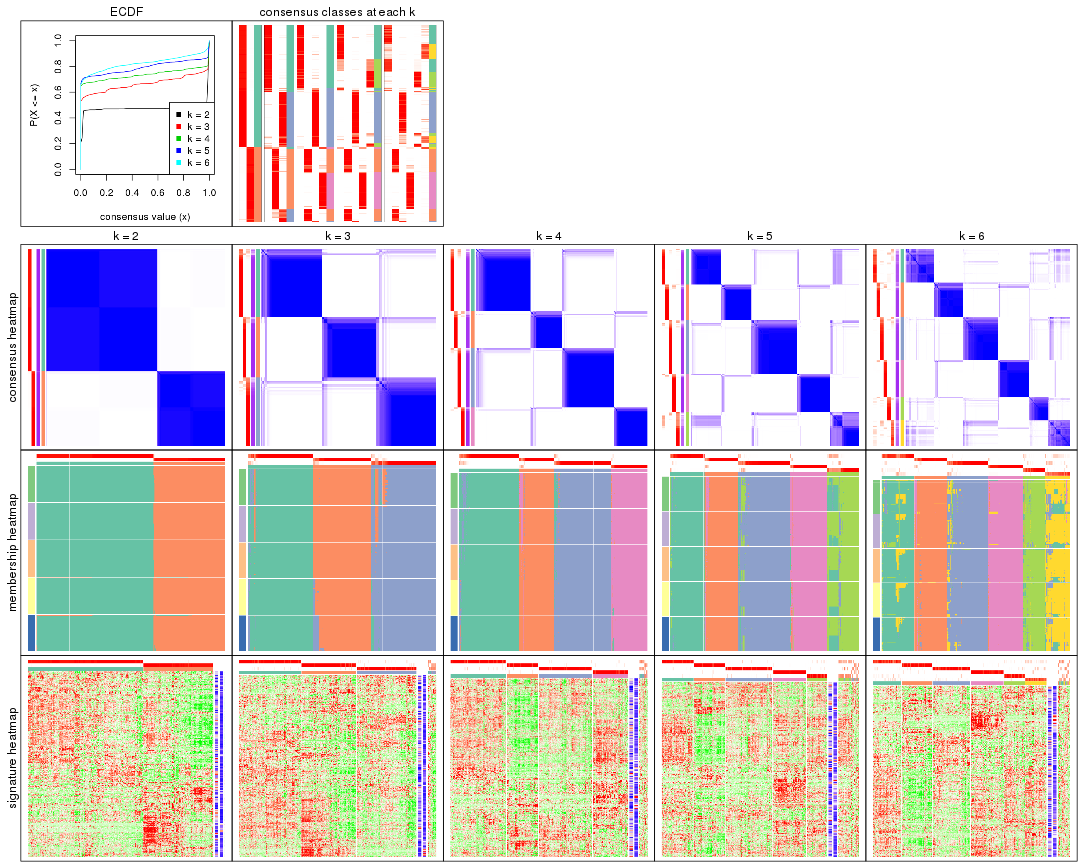 ECDF
consensus classes at each k
P(X <= x)
0.0 0.2 0.4 0.6 0.8 1.0
k = 2
k = 3
k = 4
k = 5
k = 6
0.0 0.2 0.4 0.6 0.8 1.0
consensus value (x)
k = 2
k = 3
k = 4
k = 5
k = 6
consensus heatmap
membership heatmap
signature heatmap